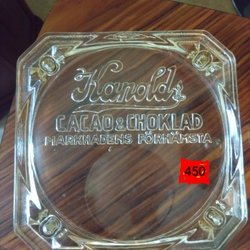 Kanolds
CACAO & CHOKLAD
MARKNADENS FÖRNÄMSTA
450